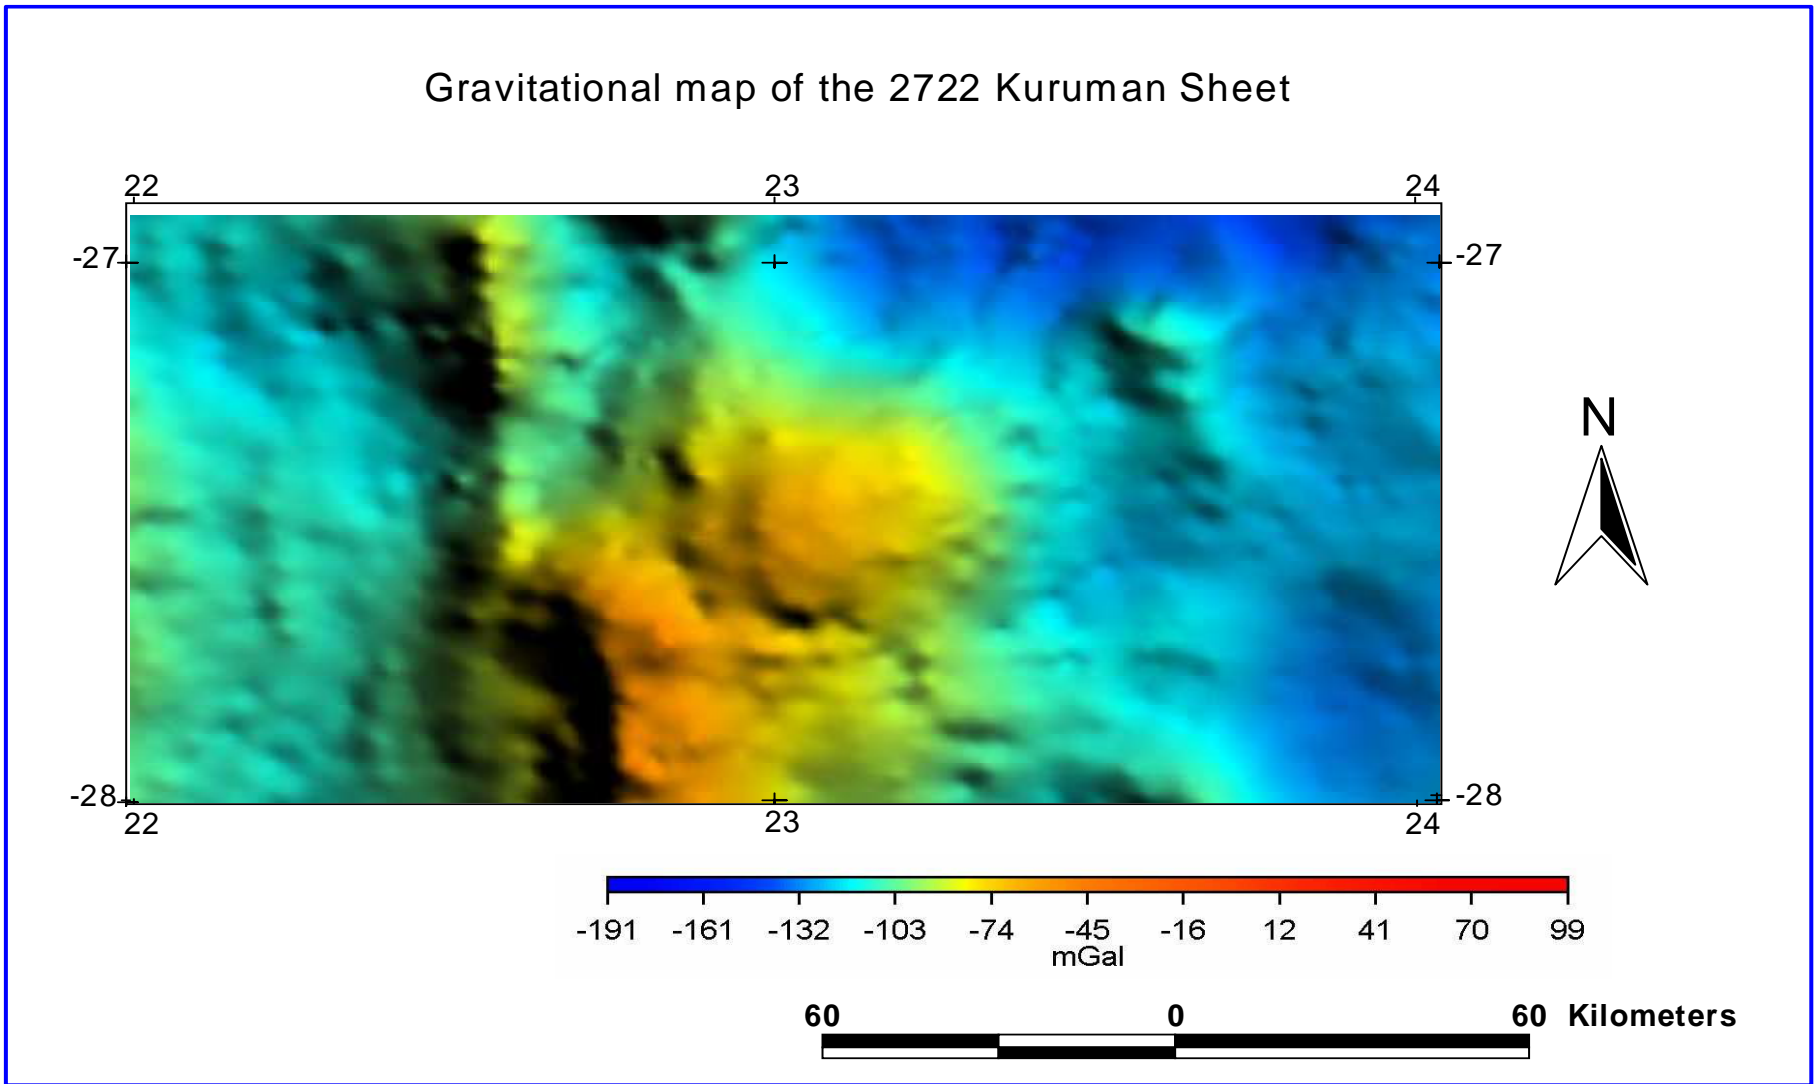 Gravitational map of the 2722 Kuruman Sheet
22 23 24
-27 -27
N
-28 -28
22 23 24
-191 -161 -132 -103 -74 -45 -16 12 41 70 99
mGal
60 0 60 Kilometers